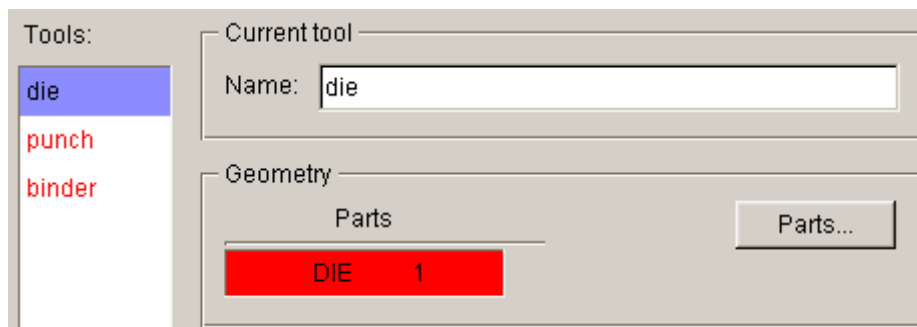 Tools:
die
punch
binder
Current tool
Name: die
Geometry
Parts
Parts...
DIE 1